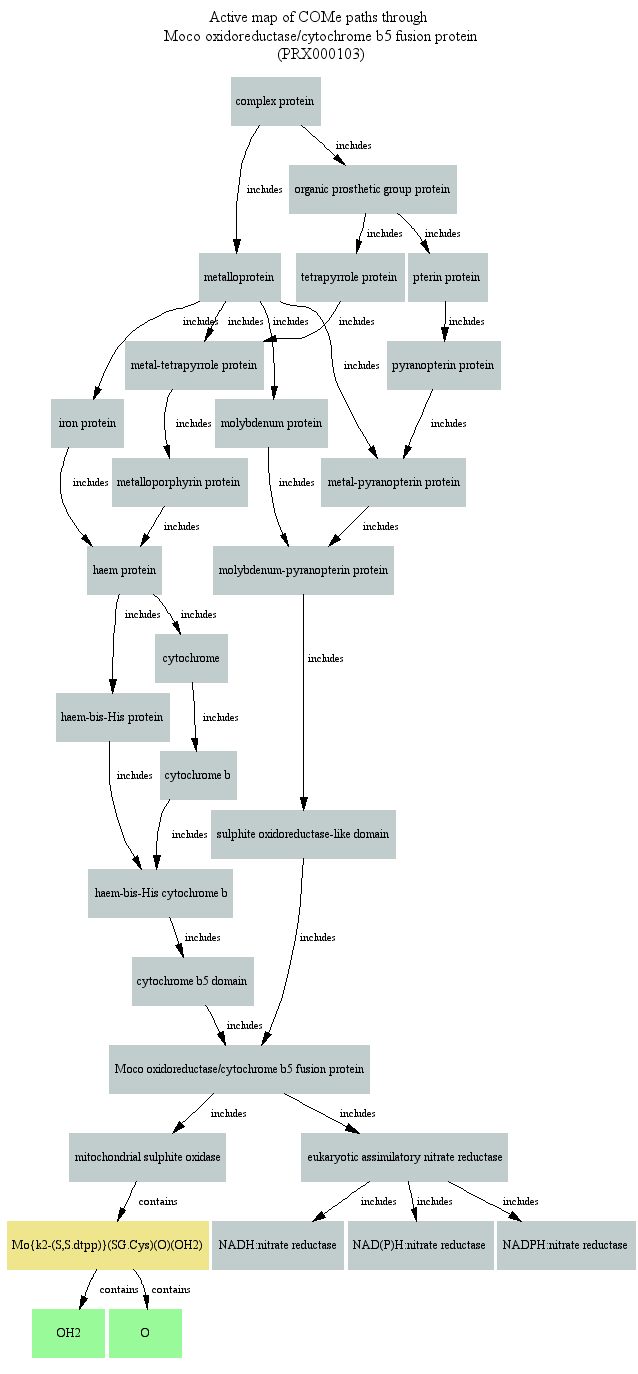 Active map of COMe paths through
Moco oxidoreductase/cytochrome b5 fusion protein
(PRX000103)
complex protein
includes
organic prosthetic group protein
includes
includes
includes
metalloprotein
tetrapyrrole protein
pterin protein
includes
includes
includes
includes
includes
metal-tetrapyrrole protein
includes
pyranopterin protein
iron protein
includes
molybdenum protein
includes
metalloporphyrin protein
includes
includes
metal-pyranopterin protein
includes
includes
haem protein
molybdenum-pyranopterin protein
includes
includes
cytochrome
includes
haem-bis-His protein
includes
cytochrome b
includes
includes
sulphite oxidoreductase-like domain
haem-bis-His cytochrome b
includes
includes
cytochrome b5 domain
includes
Moco oxidoreductase/cytochrome b5 fusion protein
includes
includes
mitochondrial sulphite oxidase
eukaryotic assimilatory nitrate reductase
contains
includes
includes
includes
Mo{k2-(S,S.dtpp)}(SG.Cys)(O)(OH2)
NADH:nitrate reductase
NAD(P)H:nitrate reductase
NADPH:nitrate reductase
contains
contains
OH2
O